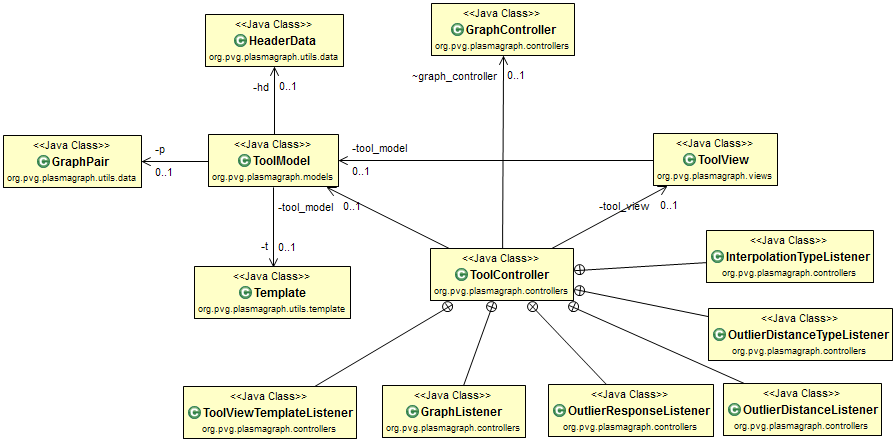 <<Java Class>>
HeaderData
org.pvg.plasmagraph.utils.data
<<Java Class>>
GraphController
org.pvg.plasmagraph.controllers
-hd
0..1
~graph_controller
0..1
<<Java Class>>
GraphPair
org.pvg.plasmagraph.utils.data
-p
0..1
<<Java Class>>
ToolModel
org.pvg.plasmagraph.models
-tool_model
0..1
<<Java Class>>
ToolView
org.pvg.plasmagraph.views
-tool_model
0..1
-tool_view
0..1
-t
0..1
<<Java Class>>
Template
org.pvg.plasmagraph.utils.template
<<Java Class>>
ToolController
org.pvg.plasmagraph.controllers
<<Java Class>>
InterpolationTypeListener
org.pvg.plasmagraph.controllers
<<Java Class>>
OutlierDistanceTypeListener
org.pvg.plasmagraph.controllers
<<Java Class>>
ToolViewTemplateListener
org.pvg.plasmagraph.controllers
<<Java Class>>
GraphListener
org.pvg.plasmagraph.controllers
<<Java Class>>
OutlierResponseListener
org.pvg.plasmagraph.controllers
<<Java Class>>
OutlierDistanceListener
org.pvg.plasmagraph.controllers